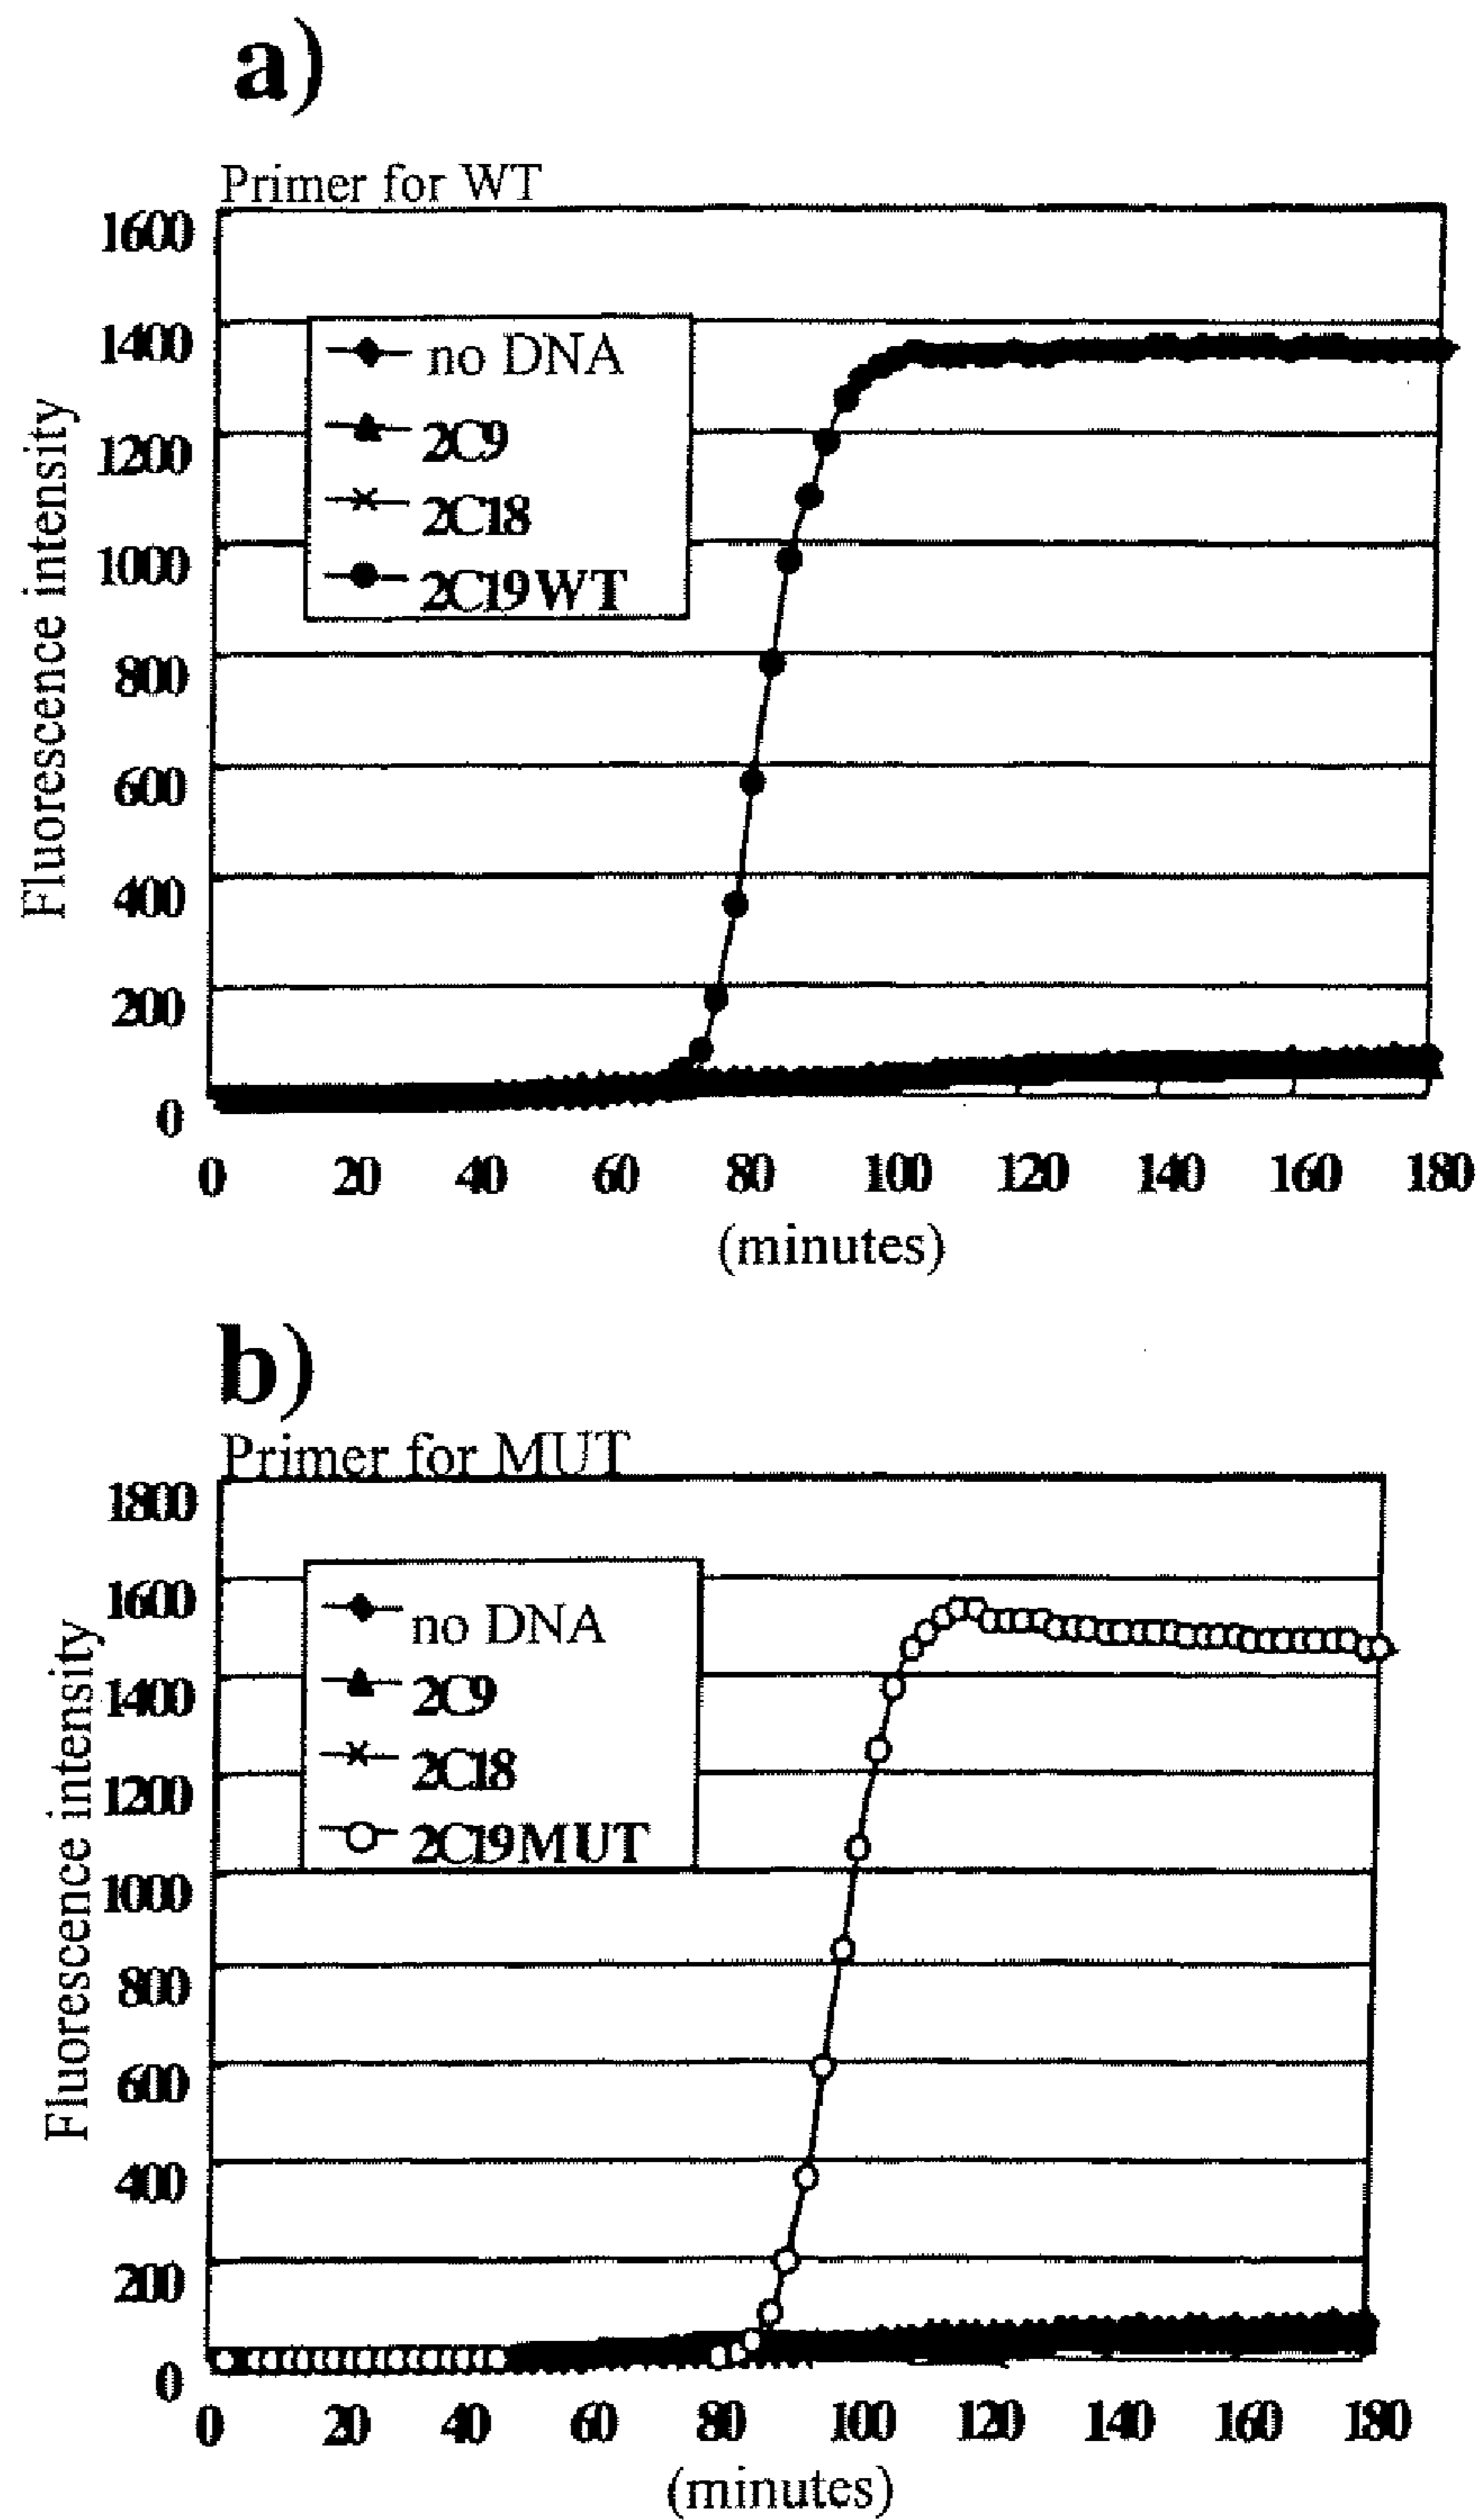 a)
Primer for WT
1600
1400
1200
1000
800
600
400
200
0
Fluorescence intensity
no DNA
2C9
2C18
2C19WT
0 20 40 60 80 100 120 140 160 180
(minutes)
b)
Primer for MUT
1800
1600
1400
1200
1000
800
600
400
200
0
Fluorescence intensity
no DNA
2C9
2C18
2C19MUT
0 20 40 60 80 100 120 140 160 180
(minutes)